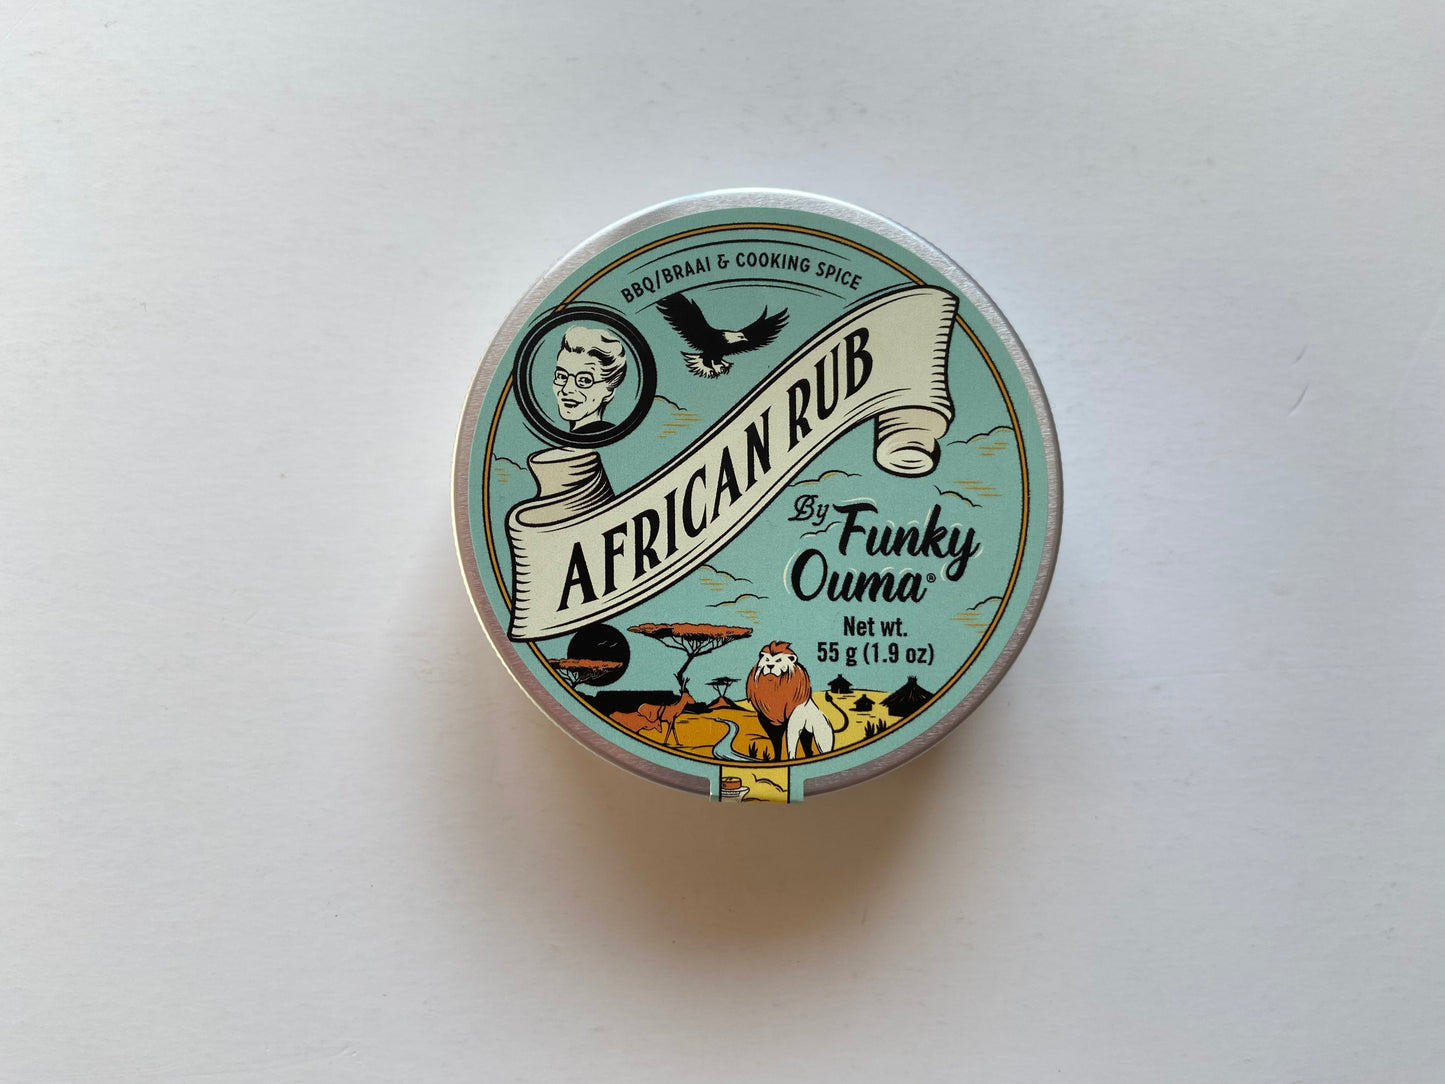 BBQ/BRAAI & COOKING SPICE
AFRICAN RUB
By Funky
Ouma®
Net wt.
55 g (1.9 oz)